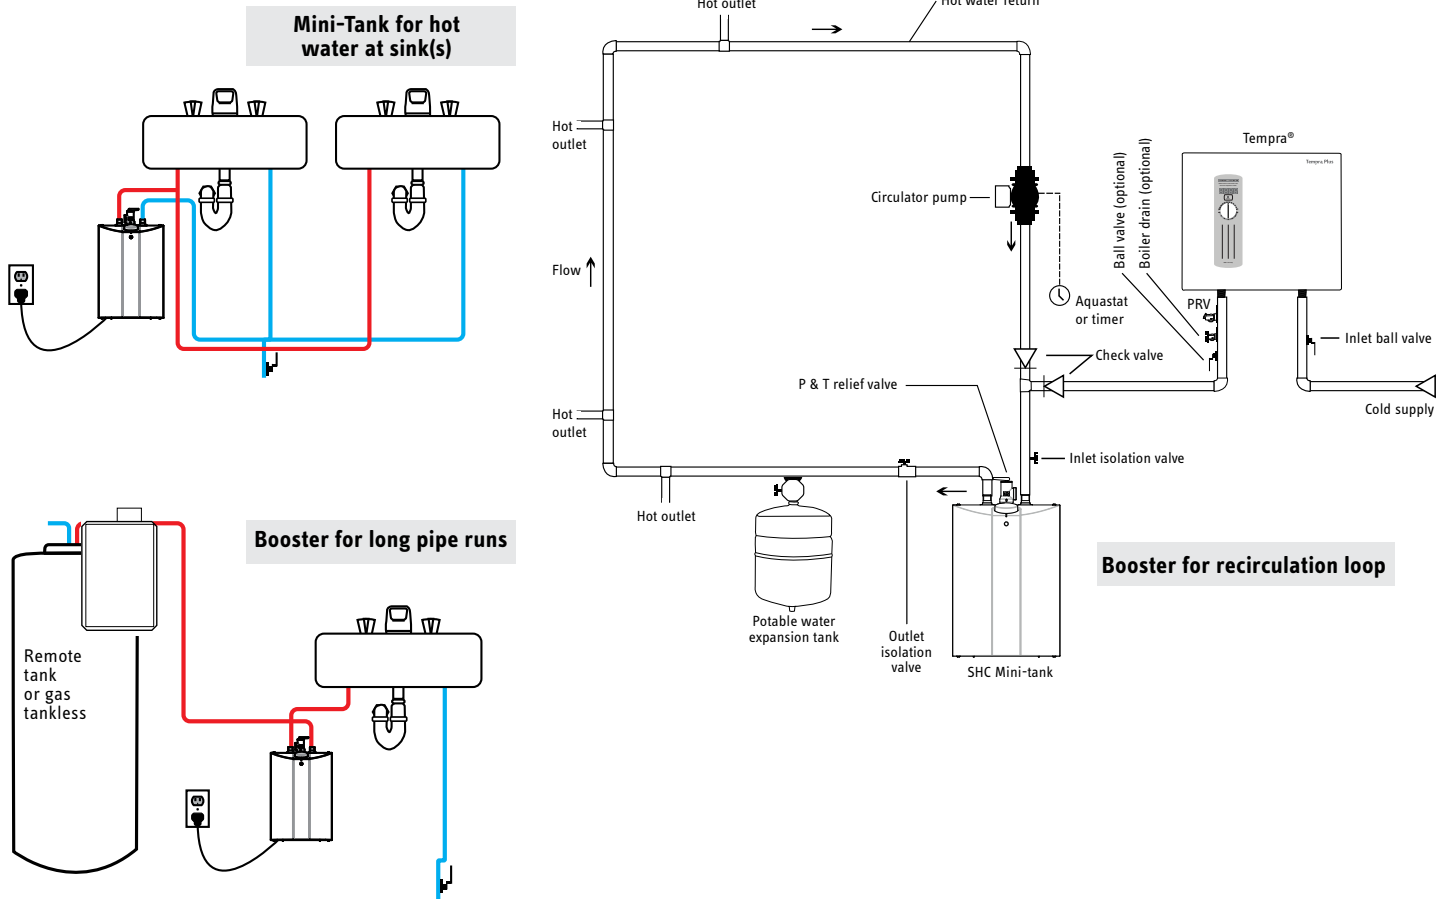 Mini-Tank for hot
water at sink(s)
Hot outlet
Hot water return
Hot
outlet
Circulator pump
Flow
Aquastat
or timer
Check valve
P & T relief valve
Hot
outlet
Inlet isolation valve
Hot outlet
Potable water
expansion tank
Outlet
isolation
valve
SHC Mini-tank
Ball valve (optional)
Boiler drain (optional)
Tempra®
Tempra Plus
PRV
Inlet ball valve
Cold supply
Booster for recirculation loop
Booster for long pipe runs
Remote
tank
or gas
tankless